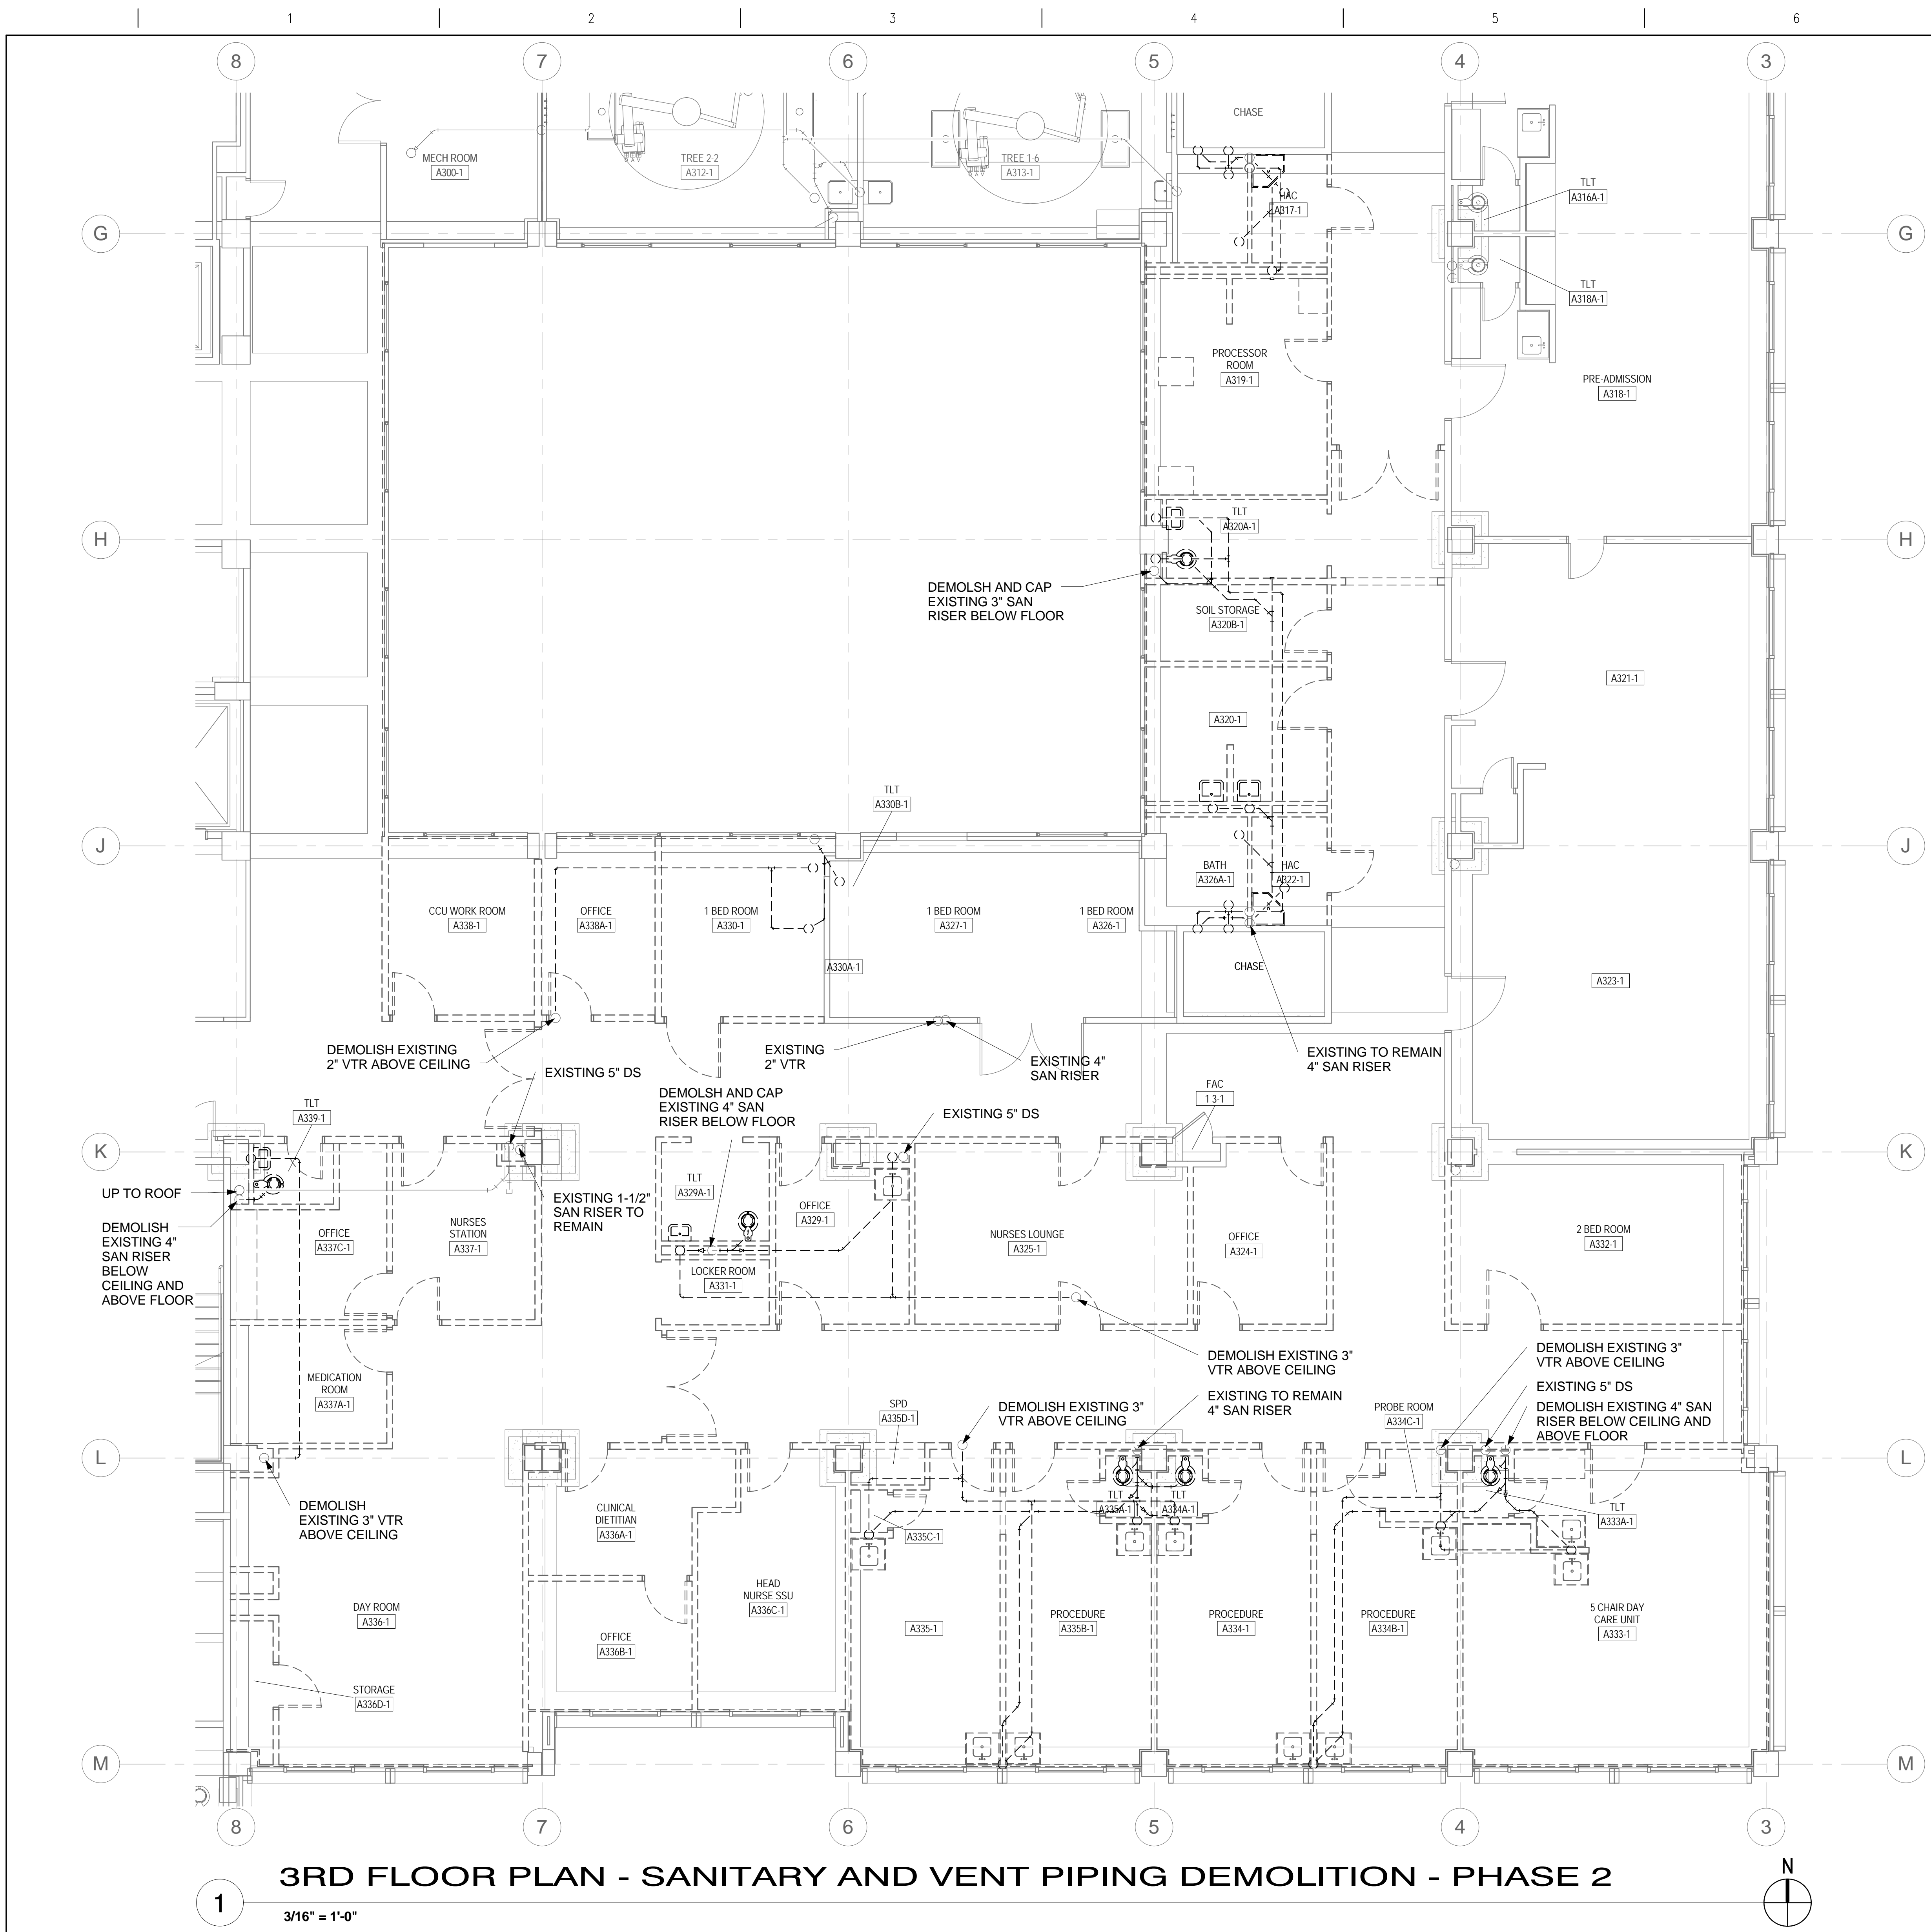 1 2 3 4 5 6
8 7 6 5 4 3
CHASE
MECH ROOM
A300-1
TREE 2-2
A312-1
TREE 1-6
A313-1
HAC
A317-1
TLT
A316A-1
G
G
TLT
A318A-1
PROCESSOR
ROOM
A319-1
PRE-ADMISSION
A318-1
TLT
A320A-1
H
H
DEMOLSH AND CAP
EXISTING 3" SAN
RISER BELOW FLOOR
SOIL STORAGE
A320B-1
A321-1
A320-1
TLT
A330B-1
J
J
BATH
A326A-1
HAC
A322-1
CCU WORK ROOM
A338-1
OFFICE
A338A-1
1 BED ROOM
A330-1
1 BED ROOM
A327-1
1 BED ROOM
A326-1
A330A-1
CHASE
A323-1
DEMOLISH EXISTING
2" VTR ABOVE CEILING
EXISTING
2" VTR
EXISTING 4"
SAN RISER
EXISTING TO REMAIN
4" SAN RISER
EXISTING 5" DS
DEMOLSH AND CAP
EXISTING 4" SAN
RISER BELOW FLOOR
EXISTING 5" DS
FAC
1 3-1
TLT
A339-1
K
K
UP TO ROOF
DEMOLISH
EXISTING 4"
SAN RISER
BELOW
CEILING AND
ABOVE FLOOR
EXISTING 1-1/2"
SAN RISER TO
REMAIN
TLT
A329A-1
OFFICE
A329-1
OFFICE
A337C-1
NURSES
STATION
A337-1
NURSES LOUNGE
A325-1
OFFICE
A324-1
2 BED ROOM
A332-1
LOCKER ROOM
A331-1
DEMOLISH EXISTING 3"
VTR ABOVE CEILING
DEMOLISH EXISTING 3"
VTR ABOVE CEILING
MEDICATION
ROOM
A337A-1
EXISTING 5" DS
SPD
A335D-1
DEMOLISH EXISTING 3"
VTR ABOVE CEILING
EXISTING TO REMAIN
4" SAN RISER
PROBE ROOM
A334C-1
DEMOLISH EXISTING 4" SAN
RISER BELOW CEILING AND
ABOVE FLOOR
L
L
DEMOLISH
EXISTING 3" VTR
ABOVE CEILING
CLINICAL
DIETITIAN
A336A-1
TLT
A335A-1
TLT
A334A-1
TLT
A333A-1
A335C-1
HEAD
NURSE SSU
A336C-1
DAY ROOM
A336-1
OFFICE
A336B-1
A335-1
PROCEDURE
A335B-1
PROCEDURE
A334-1
PROCEDURE
A334B-1
5 CHAIR DAY
CARE UNIT
A333-1
STORAGE
A336D-1
M
M
8 7 6 5 4 3
3RD FLOOR PLAN - SANITARY AND VENT PIPING DEMOLITION - PHASE 2
1
3/16" = 1'-0"
N